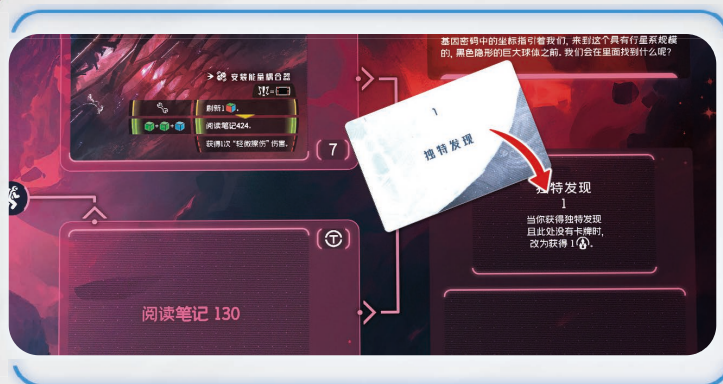 基因密码中的坐标指引着我们, 来到这个具有行星系规模
的, 黑色隐形的巨大球体之前. 我们会在里面找到什么呢?
安装能量耦合器
刷新1
阅读笔记424.
获得1次“轻微擦伤”伤害.
7
1
独特发现
独特发现
1
当你获得独特发现
且此处没有卡牌时,
改为获得 1
阅读笔记 130